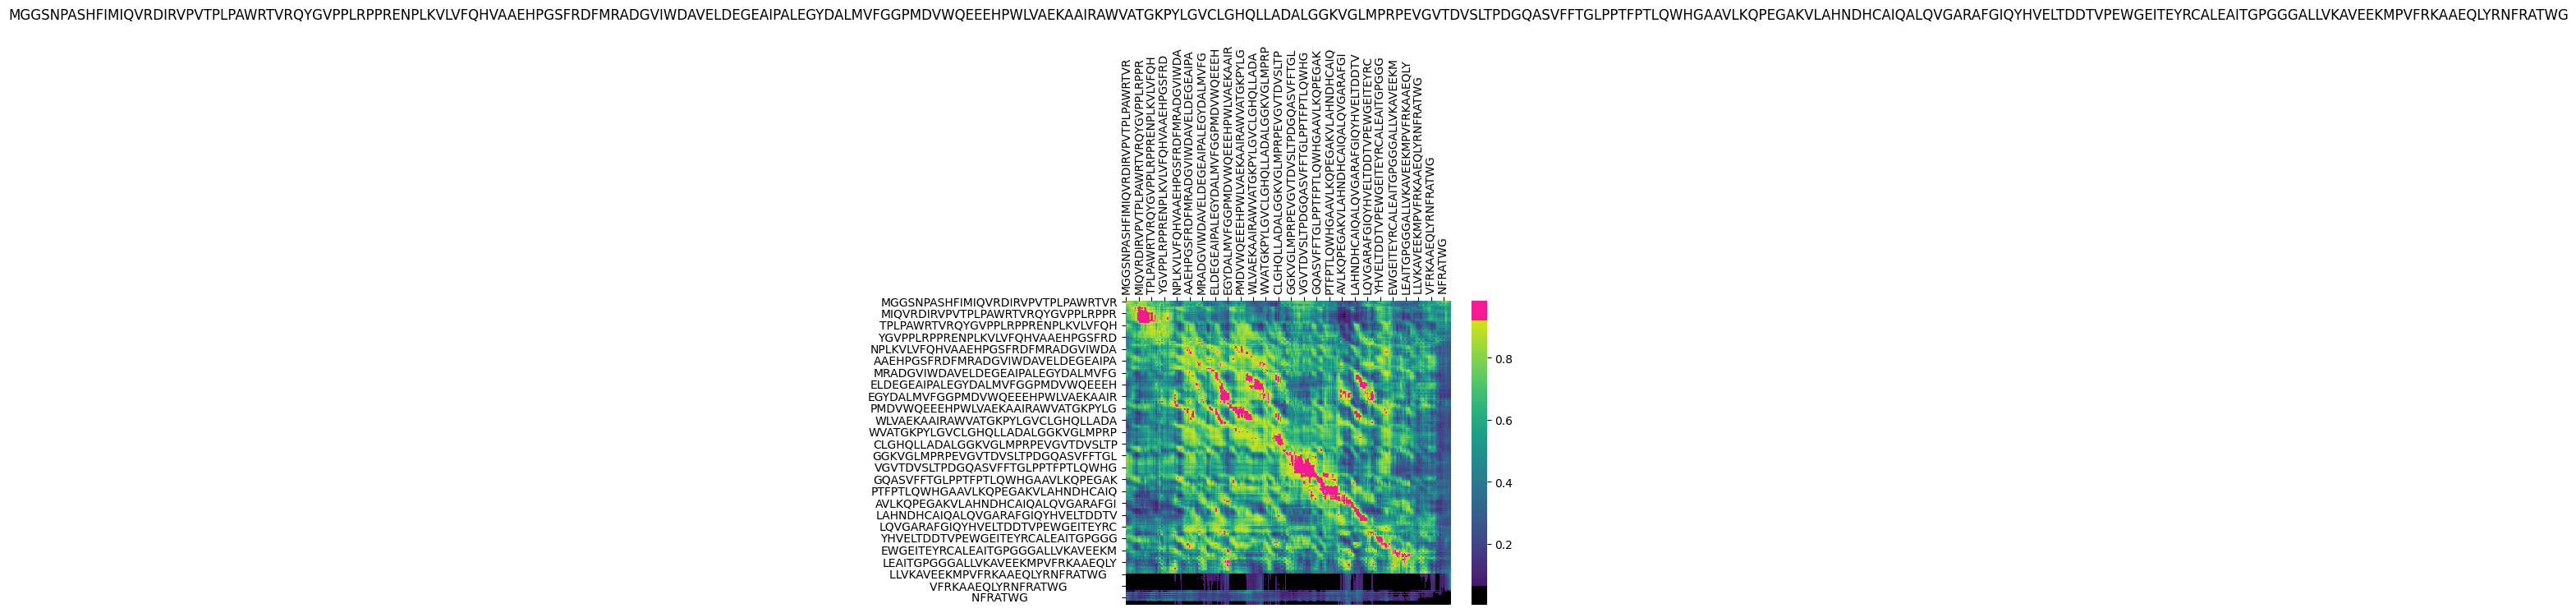 MGGSNPASHFIMIQVRDIRVPVTPLPAWRTVRQYGVPPLRPPRENPLKVLVFQHVAAEHPGSFRDFMRADGVIWDAVELDEGEAIPALEGYDALMVFGGPMDVWQEEEHPWLVAEKAAIRAWVATGKPYLGVCLGHQLLADALGGKVGLMPRPEVGVTDVSLTPDGQASVFFTGLPPTFPTLQWHGAAVLKQPEGAKVLAHNDHCAIQALQVGARAFGIQYHVELTDDTVPEWGEITEYRCALEAITGPGGGALLVKAVEEKMPVFRKAAEQLYRNFRATWG
MGGSNPASHFIMIQVRDIRVPVTPLPAWRTVR
MIQVRDIRVPVTPLPAWRTVRQYGVPPLRPPR
TPLPAWRTVRQYGVPPLRPPRENPLKVLVFQH
YGVPPLRPPRENPLKVLVFQHVAAEHPGSFRD
NPLKVLVFQHVAAEHPGSFRDFMRADGVIWDA
AAEHPGSFRDFMRADGVIWDAVELDEGEAIPA
MRADGVIWDAVELDEGEAIPALEGYDALMVFG
ELDEGEAIPALEGYDALMVFGGPMDVWQEEEH
EGYDALMVFGGPMDVWQEEEHPWLVAEKAAIR
PMDVWQEEEHPWLVAEKAAIRAWVATGKPYLG
WLVAEKAAIRAWVATGKPYLGVCLGHQLLADA
WVATGKPYLGVCLGHQLLADALGGKVGLMPRP
CLGHQLLADALGGKVGLMPRPEVGVTDVSLTP
GGKVGLMPRPEVGVTDVSLTPDGQASVFFTGL
VGVTDVSLTPDGQASVFFTGLPPTFPTLQWHG
GQASVFFTGLPPTFPTLQWHGAAVLKQPEGAK
PTFPTLQWHGAAVLKQPEGAKVLAHNDHCAIQ
AVLKQPEGAKVLAHNDHCAIQALQVGARAFGI
LAHNDHCAIQALQVGARAFGIQYHVELTDDTV
LQVGARAFGIQYHVELTDDTVPEWGEITEYRC
YHVELTDDTVPEWGEITEYRCALEAITGPGGG
EWGEITEYRCALEAITGPGGGALLVKAVEEKM
LEAITGPGGGALLVKAVEEKMPVFRKAAEQLY
LLVKAVEEKMPVFRKAAEQLYRNFRATWG
VFRKAAEQLYRNFRATWG
NFRATWG
MGGSNPASHFIMIQVRDIRVPVTPLPAWRTVR
MIQVRDIRVPVTPLPAWRTVRQYGVPPLRPPR
TPLPAWRTVRQYGVPPLRPPRENPLKVLVFQH
YGVPPLRPPRENPLKVLVFQHVAAEHPGSFRD
NPLKVLVFQHVAAEHPGSFRDFMRADGVIWDA
AAEHPGSFRDFMRADGVIWDAVELDEGEAIPA
MRADGVIWDAVELDEGEAIPALEGYDALMVFG
ELDEGEAIPALEGYDALMVFGGPMDVWQEEEH
EGYDALMVFGGPMDVWQEEEHPWLVAEKAAIR
PMDVWQEEEHPWLVAEKAAIRAWVATGKPYLG
WLVAEKAAIRAWVATGKPYLGVCLGHQLLADA
WVATGKPYLGVCLGHQLLADALGGKVGLMPRP
CLGHQLLADALGGKVGLMPRPEVGVTDVSLTP
GGKVGLMPRPEVGVTDVSLTPDGQASVFFTGL
VGVTDVSLTPDGQASVFFTGLPPTFPTLQWHG
GQASVFFTGLPPTFPTLQWHGAAVLKQPEGAK
PTFPTLQWHGAAVLKQPEGAKVLAHNDHCAIQ
AVLKQPEGAKVLAHNDHCAIQALQVGARAFGI
LAHNDHCAIQALQVGARAFGIQYHVELTDDTV
LQVGARAFGIQYHVELTDDTVPEWGEITEYRC
YHVELTDDTVPEWGEITEYRCALEAITGPGGG
EWGEITEYRCALEAITGPGGGALLVKAVEEKM
LEAITGPGGGALLVKAVEEKMPVFRKAAEQLY
LLVKAVEEKMPVFRKAAEQLYRNFRATWG
VFRKAAEQLYRNFRATWG
NFRATWG
0.8
0.6
0.4
0.2